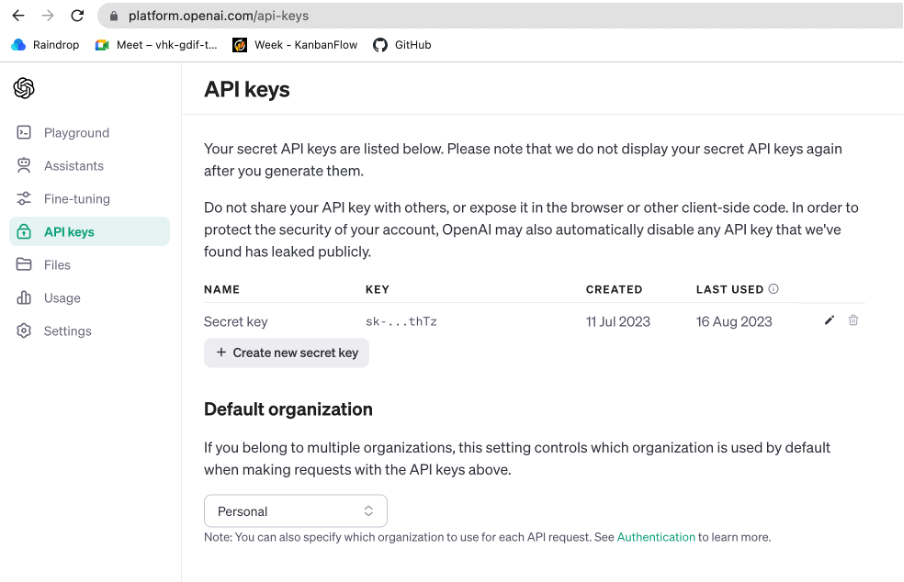 platform.openai.com/api-keys
Raindrop Meet – vhk-gdif-t... Week - KanbanFlow GitHub
API keys
Playground
Assistants
Fine-tuning
API keys
Files
Usage
Settings
Your secret API keys are listed below. Please note that we do not display your secret API keys again
after you generate them.
Do not share your API key with others, or expose it in the browser or other client-side code. In order to
protect the security of your account, OpenAI may also automatically disable any API key that we've
found has leaked publicly.
NAME KEY CREATED LAST USED
Secret key sk-...thTz 11 Jul 2023 16 Aug 2023
+ Create new secret key
Default organization
If you belong to multiple organizations, this setting controls which organization is used by default
when making requests with the API keys above.
Personal
Note: You can also specify which organization to use for each API request. See Authentication to learn more.